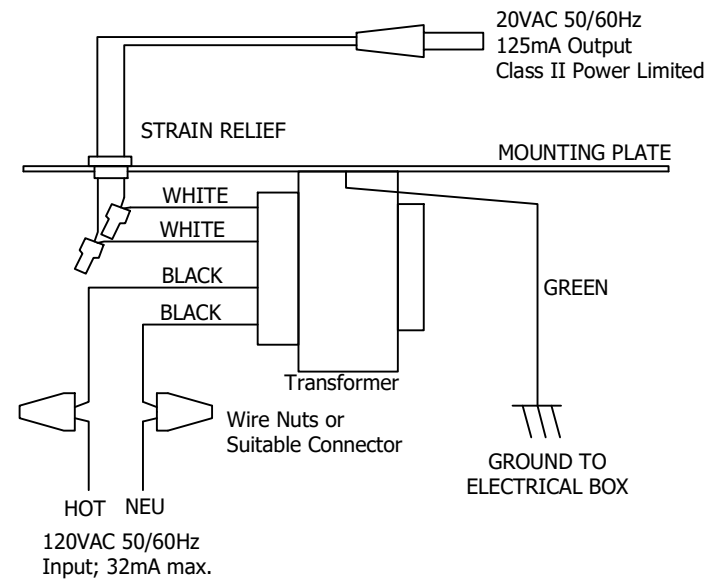 20VAC 50/60Hz
125mA Output
Class II Power Limited
STRAIN RELIEF
MOUNTING PLATE
WHITE
WHITE
BLACK
BLACK
GREEN
Transformer
Wire Nuts or
Suitable Connector
GROUND TO
ELECTRICAL BOX
HOT NEU
120VAC 50/60Hz
Input; 32mA max.